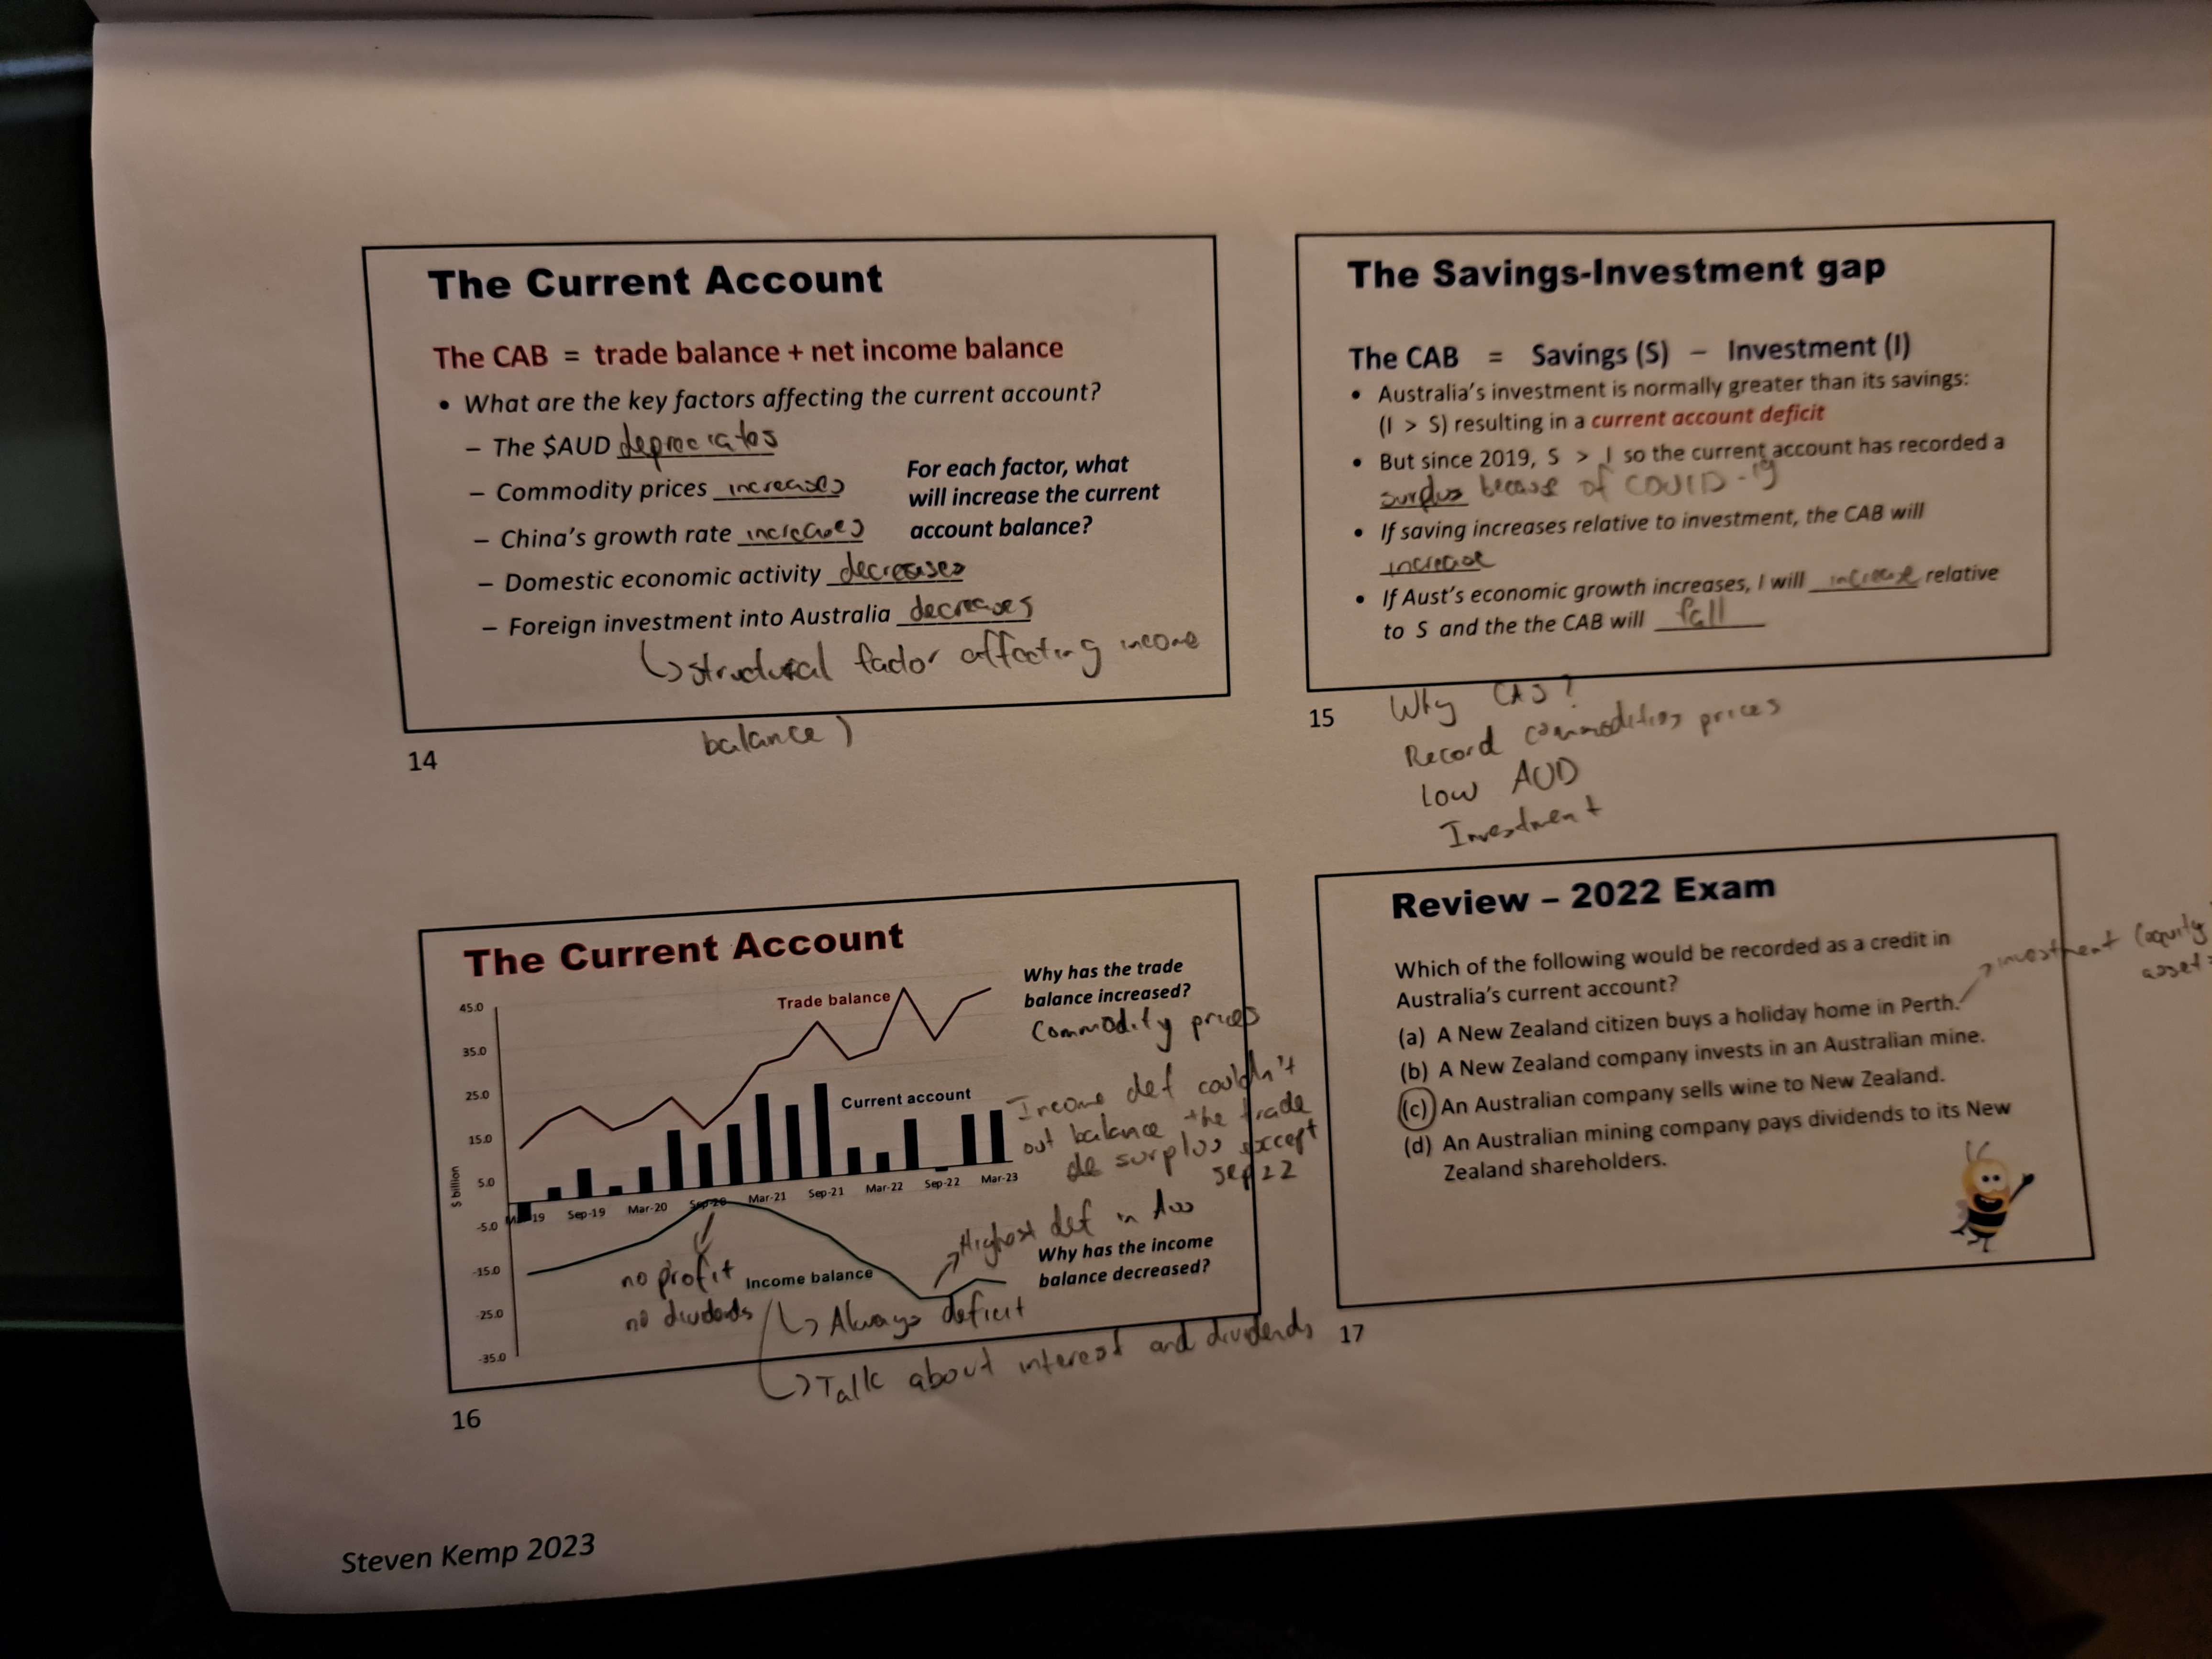 The Current Account
The CAB = trade balance + net income balance
• What are the key factors affecting the current account?
– The $AUD depreciates
– Commodity prices increases
– China's growth rate increases
– Domestic economic activity decreases
– Foreign investment into Australia decreases
For each factor, what
will increase the current
account balance?
↳ structural factor affecting income
balance)
14
The Savings-Investment gap
The CAB = Savings (S) – Investment (I)
• Australia's investment is normally greater than its savings:
(I > S) resulting in a current account deficit
• But since 2019, S > I so the current account has recorded a
surplus because of COVID-19
• If saving increases relative to investment, the CAB will
increase
• If Aust's economic growth increases, I will increase relative
to S and the the CAB will fall
15
Why CAS?
Record commodities prices
Low AUD
Investment
The Current Account
Why has the trade
balance increased?
Commodity prices
Trade balance
Current account
Income def couldn't
out balance the trade
surplus except
Sep 22
45.0
35.0
25.0
15.0
5.0
-5.0
-15.0
-25.0
-35.0
$ billion
Sep-19
Mar-20
Sep-20
Mar-21
Sep-21
Mar-22
Sep-22
Mar-23
Highest def in Aus
Why has the income
balance decreased?
no profit
no dividends
Income balance
↳ Always deficit
↳ Talk about interest and dividends
16
Review – 2022 Exam
Which of the following would be recorded as a credit in
Australia's current account?
(a) A New Zealand citizen buys a holiday home in Perth.
(b) A New Zealand company invests in an Australian mine.
(c) An Australian company sells wine to New Zealand.
(d) An Australian mining company pays dividends to its New
Zealand shareholders.
investment (equity
17
Steven Kemp 2023